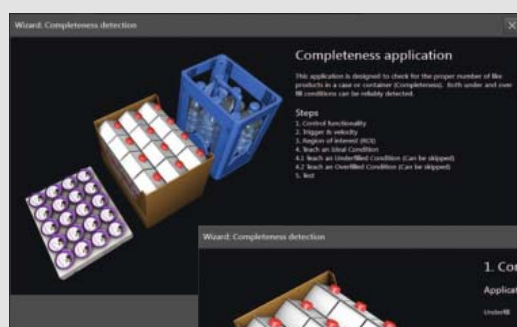 Wizard: Completeness detection
Completeness application
This application is designed to check for the proper number of like
products in a case or container (Completeness). Both under and over-
fill conditions can be reliably detected.
Steps
1. Control functionality
2. Trigger & velocity
3. Region of interest (ROI)
4. Teach an Ideal Condition
4.1 Teach an Underfilled Condition (Can be skipped)
4.2 Teach an Overfilled Condition (Can be skipped)
5. Test
Wizard: Completeness detection
1. Co
Applicat
Underfill